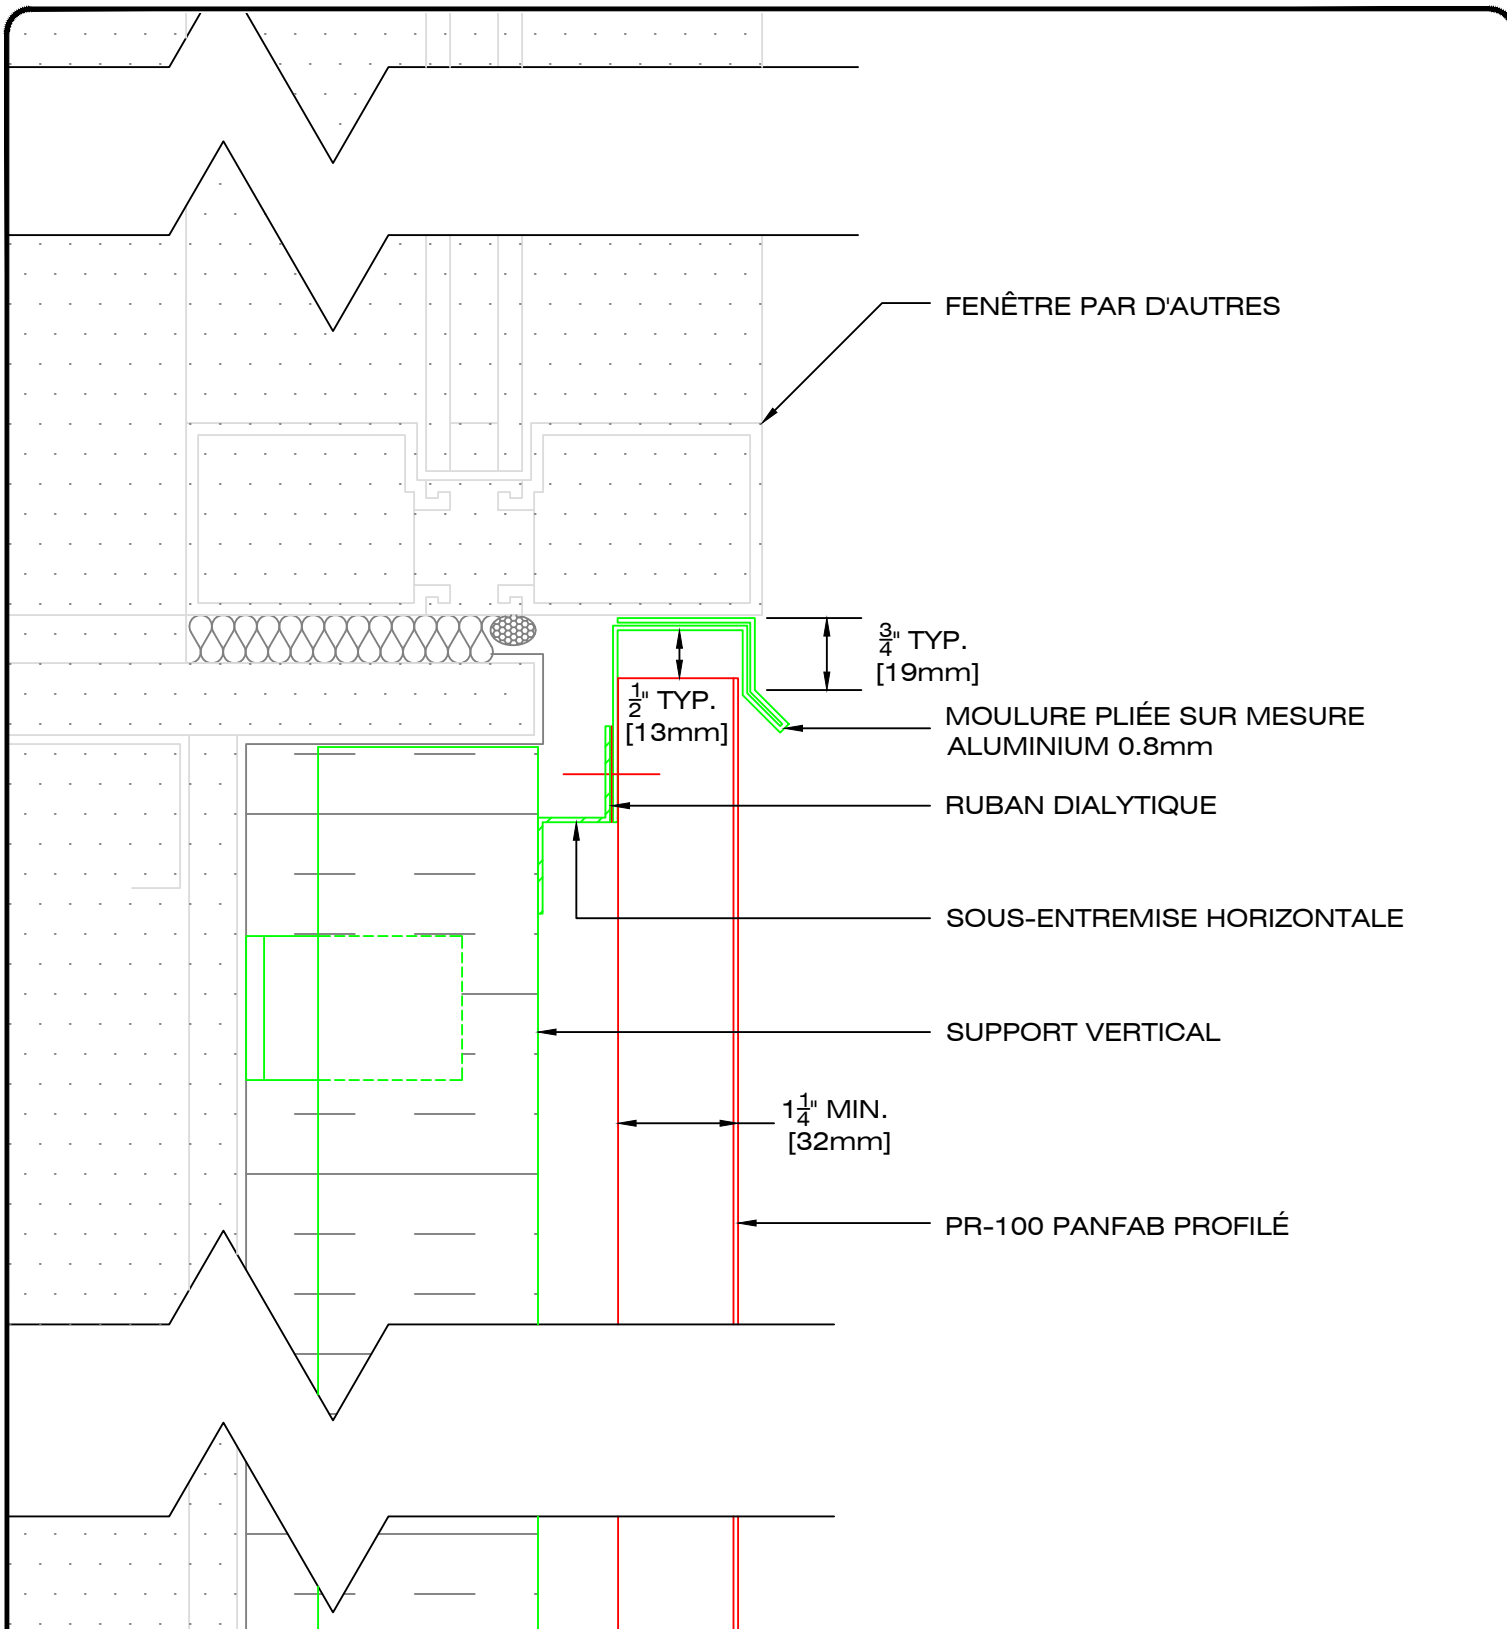 FENÊTRE PAR D'AUTRES
3/4" TYP.
[19mm]
1/2" TYP.
[13mm]
MOULURE PLIÉE SUR MESURE
ALUMINIUM 0.8mm
RUBAN DIALYTIQUE
SOUS-ENTREMISE HORIZONTALE
SUPPORT VERTICAL
1 1/4" MIN.
[32mm]
PR-100 PANFAB PROFILÉ